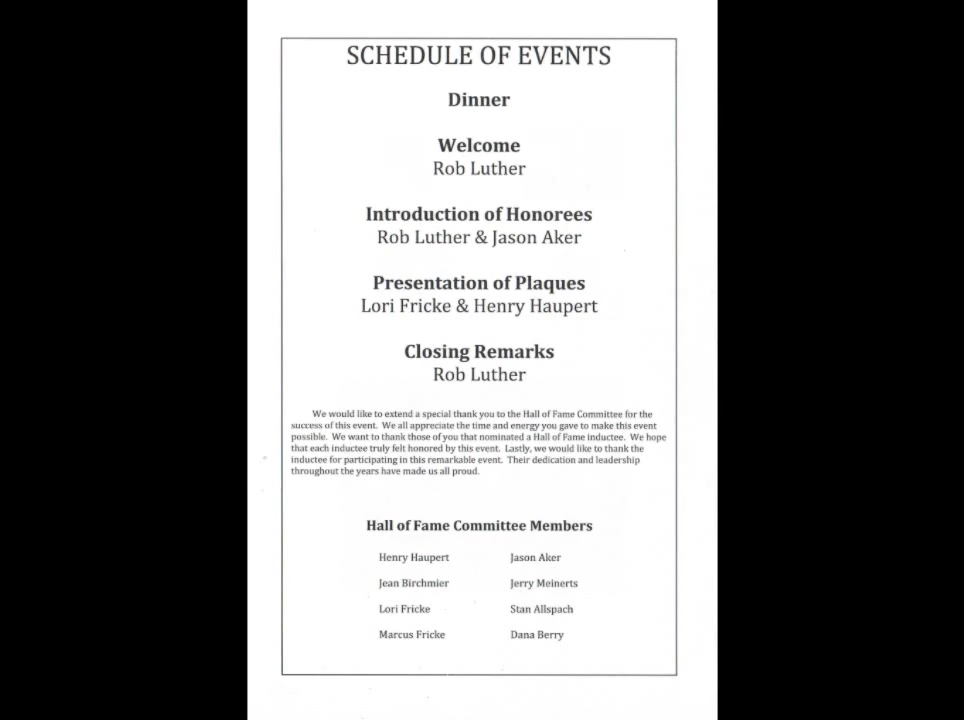 SCHEDULE OF EVENTS
Dinner
Welcome
Rob Luther
Introduction of Honorees
Rob Luther & Jason Aker
Presentation of Plaques
Lori Fricke & Henry Haupert
Closing Remarks
Rob Luther
We would like to extend a special thank you to the Hall of Fame Committee for the
success of this event. We all appreciate the time and energy you gave to make this event
possible. We want to thank those of you that nominated a Hall of Fame inductee. We hope
that each inductee truly felt honored by this event. Lastly, we would like to thank the
inductee for participating in this remarkable event. Their dedication and leadership
throughout the years have made us all proud.
Hall of Fame Committee Members
Henry Haupert Jason Aker
Jean Birchmier Jerry Meinerts
Lori Fricke Stan Allspach
Marcus Fricke Dana Berry